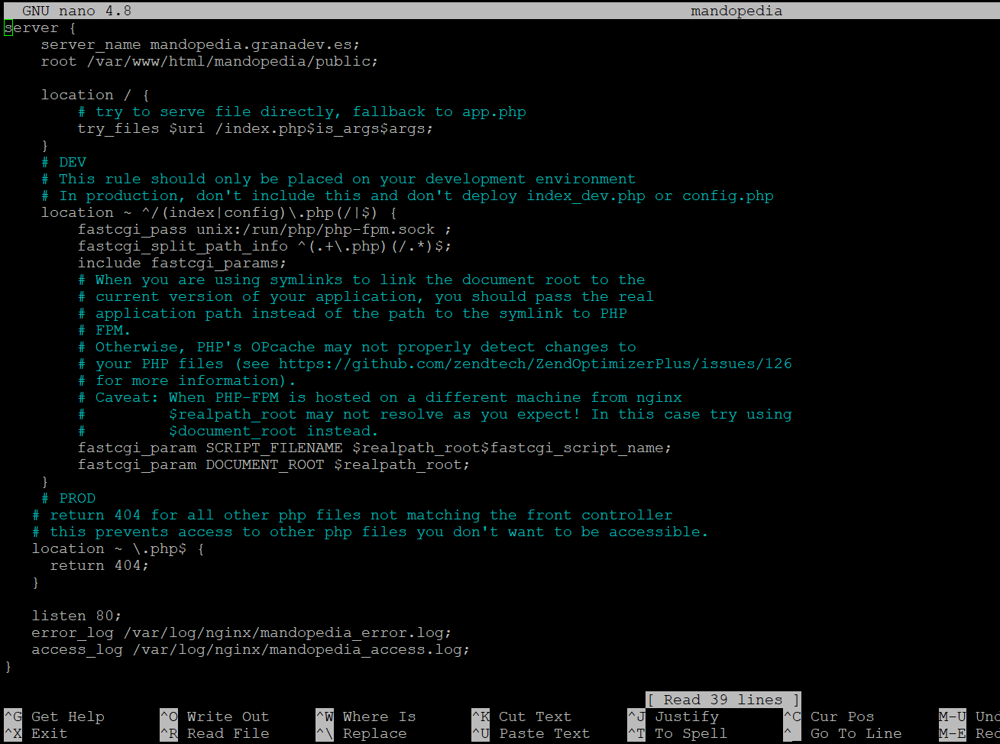 GNU nano 4.8 mandopedia
server {
    server_name mandopedia.granadev.es;
    root /var/www/html/mandopedia/public;

    location / {
        # try to serve file directly, fallback to app.php
        try_files $uri /index.php$is_args$args;
    }
    # DEV
    # This rule should only be placed on your development environment
    # In production, don't include this and don't deploy index_dev.php or config.php
    location ~ ^/(index|config)\.php(/|$) {
        fastcgi_pass unix:/run/php/php-fpm.sock ;
        fastcgi_split_path_info ^(.+\.php)(/.*)$;
        include fastcgi_params;
        # When you are using symlinks to link the document root to the
        # current version of your application, you should pass the real
        # application path instead of the path to the symlink to PHP
        # FPM.
        # Otherwise, PHP's OPcache may not properly detect changes to
        # your PHP files (see https://github.com/zendtech/ZendOptimizerPlus/issues/126
        # for more information).
        # Caveat: When PHP-FPM is hosted on a different machine from nginx
        #         $realpath_root may not resolve as you expect! In this case try using
        #         $document_root instead.
        fastcgi_param SCRIPT_FILENAME $realpath_root$fastcgi_script_name;
        fastcgi_param DOCUMENT_ROOT $realpath_root;
    }
    # PROD
   # return 404 for all other php files not matching the front controller
   # this prevents access to other php files you don't want to be accessible.
   location ~ \.php$ {
     return 404;
   }

   listen 80;
   error_log /var/log/nginx/mandopedia_error.log;
   access_log /var/log/nginx/mandopedia_access.log;
}
[ Read 39 lines ]
^G Get Help ^O Write Out ^W Where Is ^K Cut Text ^J Justify ^C Cur Pos M-U Und
^X Exit ^R Read File ^\ Replace ^U Paste Text ^T To Spell ^_ Go To Line M-E Red